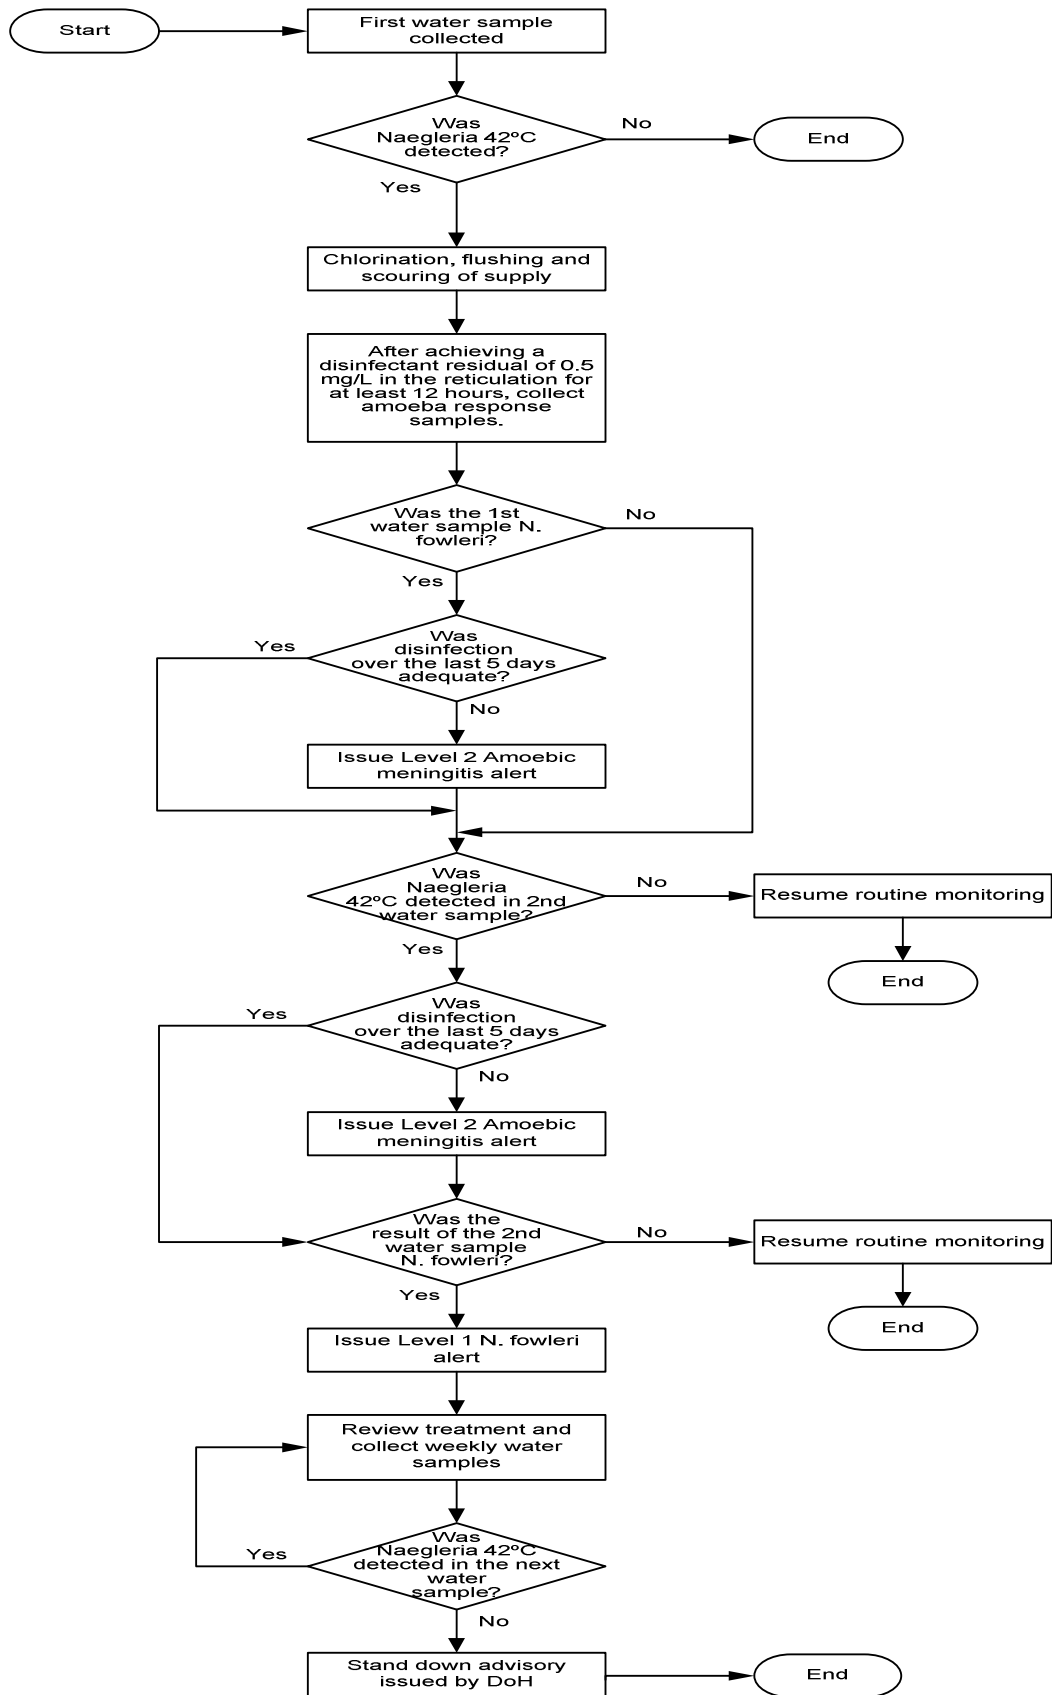 Start
First water sample
collected
Was
Naegleria 42ºC
detected?
No
End
Yes
Chlorination, flushing and
scouring of supply
After achieving a
disinfectant residual of 0.5
mg/L in the reticulation for
at least 12 hours, collect
amoeba response
samples.
Was the 1st
water sample N.
fowleri?
No
Yes
Was
disinfection
over the last 5 days
adequate?
Yes
No
Issue Level 2 Amoebic
meningitis alert
Was
Naegleria
42ºC detected in 2nd
water sample?
No
Resume routine monitoring
End
Yes
Was
disinfection
over the last 5 days
adequate?
Yes
No
Issue Level 2 Amoebic
meningitis alert
Was the
result of the 2nd
water sample
N. fowleri?
No
Resume routine monitoring
End
Yes
Issue Level 1 N. fowleri
alert
Review treatment and
collect weekly water
samples
Was
Naegleria 42ºC
detected in the next
water
sample?
Yes
No
Stand down advisory
issued by DoH
End